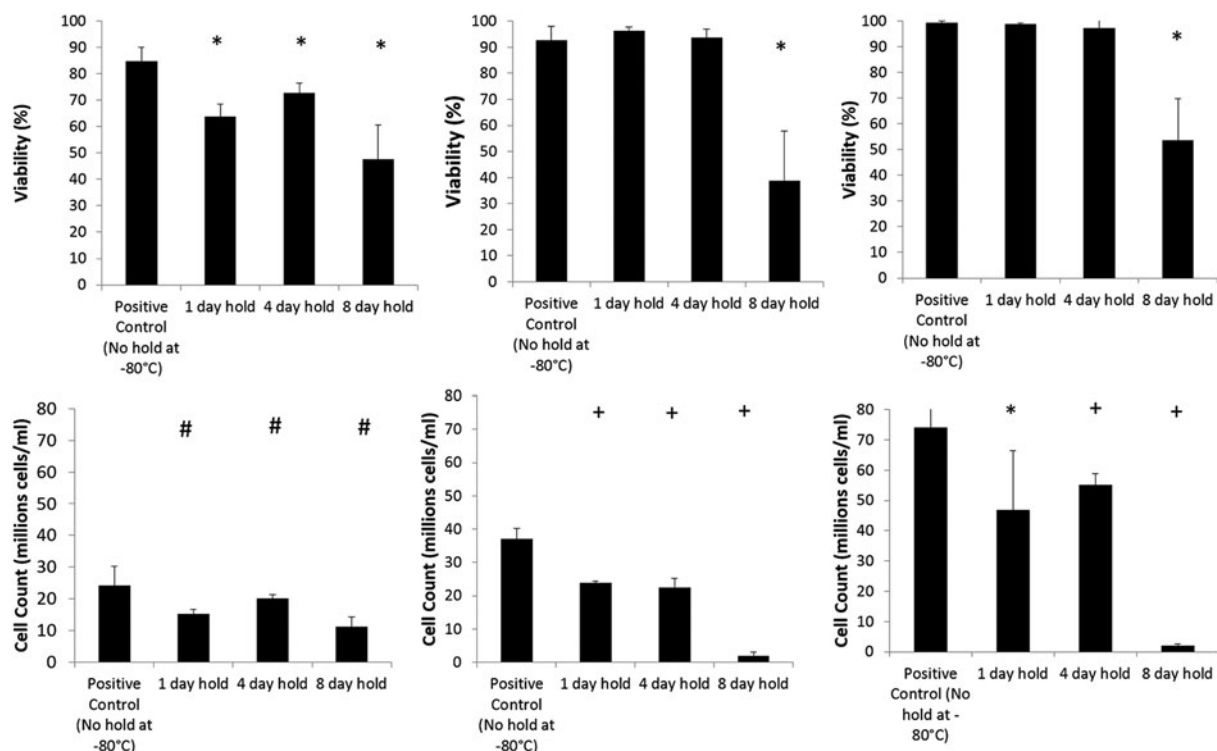 Viability (%)
100
90
80
70
60
50
40
30
20
10
0
*
*
*
Positive
Control
(No hold at
-80°C)
1 day hold
4 day hold
8 day hold
Viability (%)
100
90
80
70
60
50
40
30
20
10
0
*
Positive
Control
(No hold at
-80°C)
1 day hold
4 day hold
8 day hold
Viability (%)
100
90
80
70
60
50
40
30
20
10
0
*
Positive
Control
(No hold at
-80°C)
1 day hold
4 day hold
8 day hold
Cell Count (millions cells/ml)
80
70
60
50
40
30
20
10
0
#
#
#
Positive
Control
(No hold at
-80°C)
1 day hold
4 day hold
8 day hold
Cell Count (millions cells/ml)
80
70
60
50
40
30
20
10
0
+
+
+
Positive
Control
(No hold at
-80°C)
1 day hold
4 day hold
8 day hold
Cell Count (millions cells/ml)
80
70
60
50
40
30
20
10
0
*
+
+
Positive
Control (No
hold at -
80°C)
1 day hold
4 day hold
8 day hold